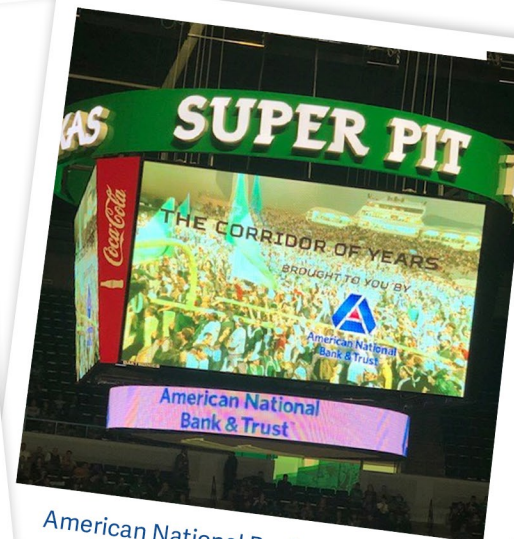 AS
SUPER PIT
Coca-Cola
THE CORRIDOR OF YEARS
BROUGHT TO YOU BY
American National
Bank & Trust
American National
Bank & Trust
American National